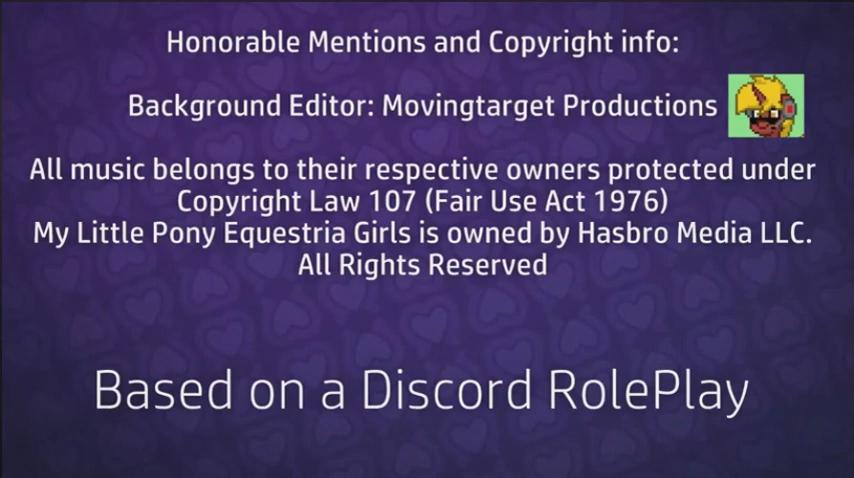 Honorable Mentions and Copyright info:
Background Editor: Movingtarget Productions
All music belongs to their respective owners protected under
Copyright Law 107 (Fair Use Act 1976)
My Little Pony Equestria Girls is owned by Hasbro Media LLC.
All Rights Reserved
Based on a Discord RolePlay